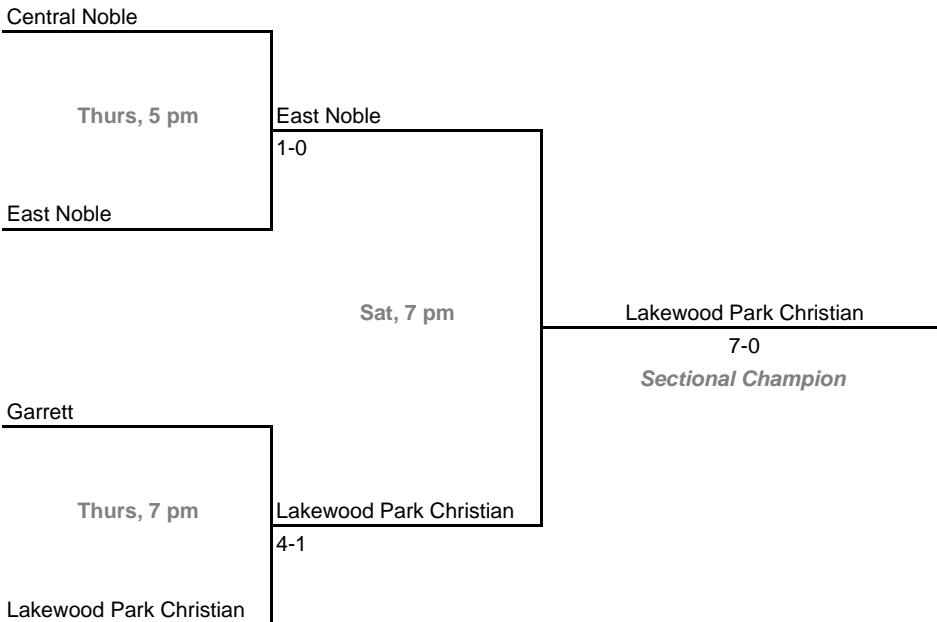 Central Noble
Thurs, 5 pm
East Noble
1-0
East Noble
Sat, 7 pm
Lakewood Park Christian
7-0
Sectional Champion
Garrett
Thurs, 7 pm
Lakewood Park Christian
4-1
Lakewood Park Christian